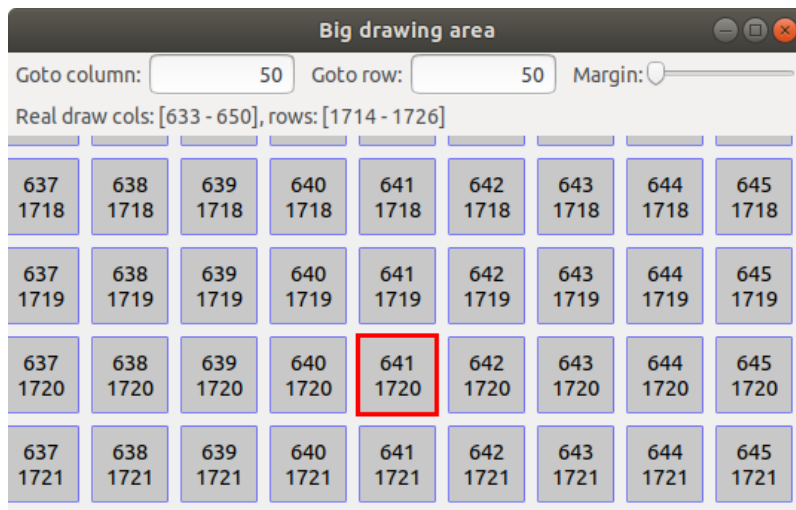 Big drawing area
Goto column: 50 Goto row: 50 Margin:
Real draw cols: [633 - 650], rows: [1714 - 1726]
637 638 639 640 641 642 643 644 645
1718 1718 1718 1718 1718 1718 1718 1718 1718
637 638 639 640 641 642 643 644 645
1719 1719 1719 1719 1719 1719 1719 1719 1719
637 638 639 640 641 642 643 644 645
1720 1720 1720 1720 1720 1720 1720 1720 1720
637 638 639 640 641 642 643 644 645
1721 1721 1721 1721 1721 1721 1721 1721 1721